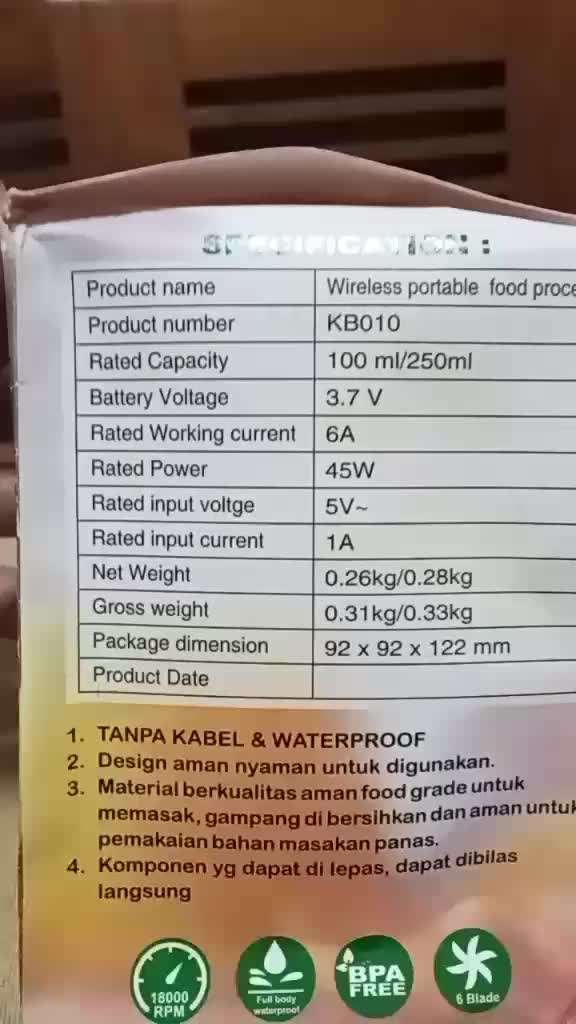 SPECIFICATION :
Product name Wireless portable food proce
Product number KB010
Rated Capacity 100 ml/250ml
Battery Voltage 3.7 V
Rated Working current 6A
Rated Power 45W
Rated input voltge 5V~
Rated input current 1A
Net Weight 0.26kg/0.28kg
Gross weight 0.31kg/0.33kg
Package dimension 92 x 92 x 122 mm
Product Date
1. TANPA KABEL & WATERPROOF
2. Design aman nyaman untuk digunakan.
3. Material berkualitas aman food grade untuk
memasak, gampang di bersihkan dan aman untuk
pemakaian bahan masakan panas.
4. Komponen yg dapat di lepas, dapat dibilas
langsung
18000
RPM
Full body
waterproof
BPA
FREE
6 Blade